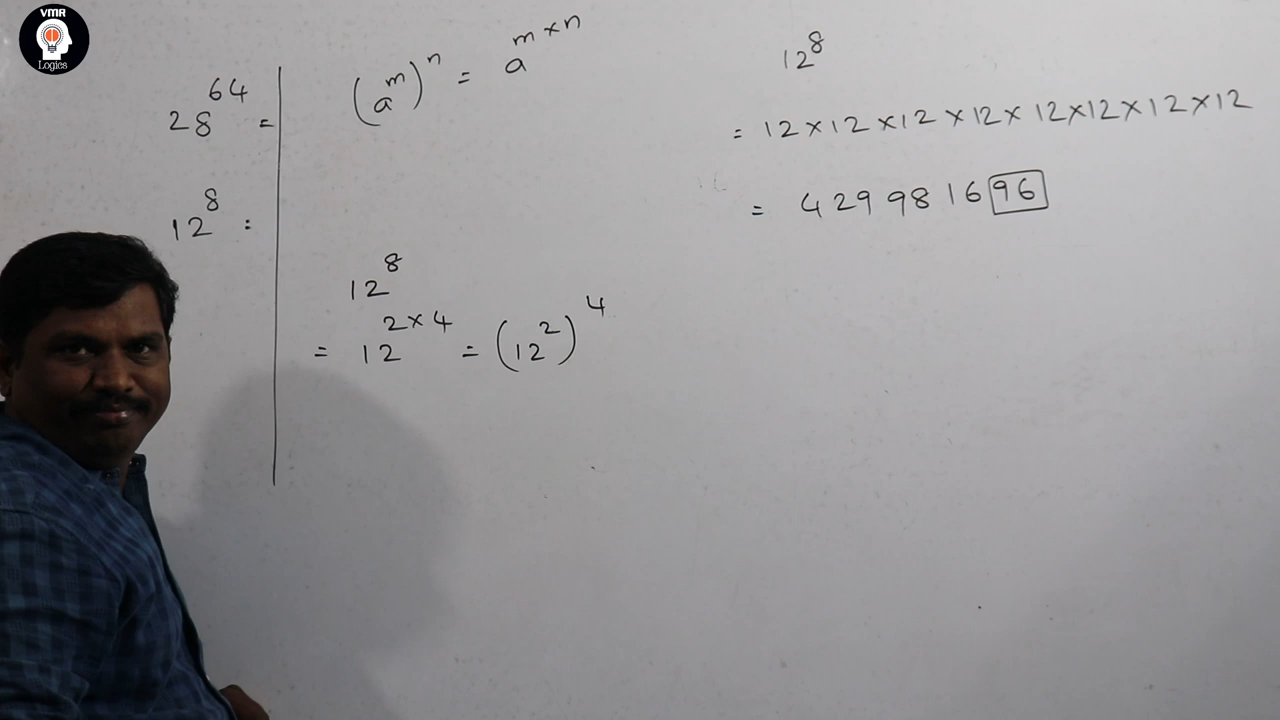 VMR
Logics
28^64 =
12^8 =
(a^m)^n = a^(m×n)
12^8
= 12^(2×4) = (12^2)^4
12^8
= 12×12×12×12×12×12×12×12
= 429981696